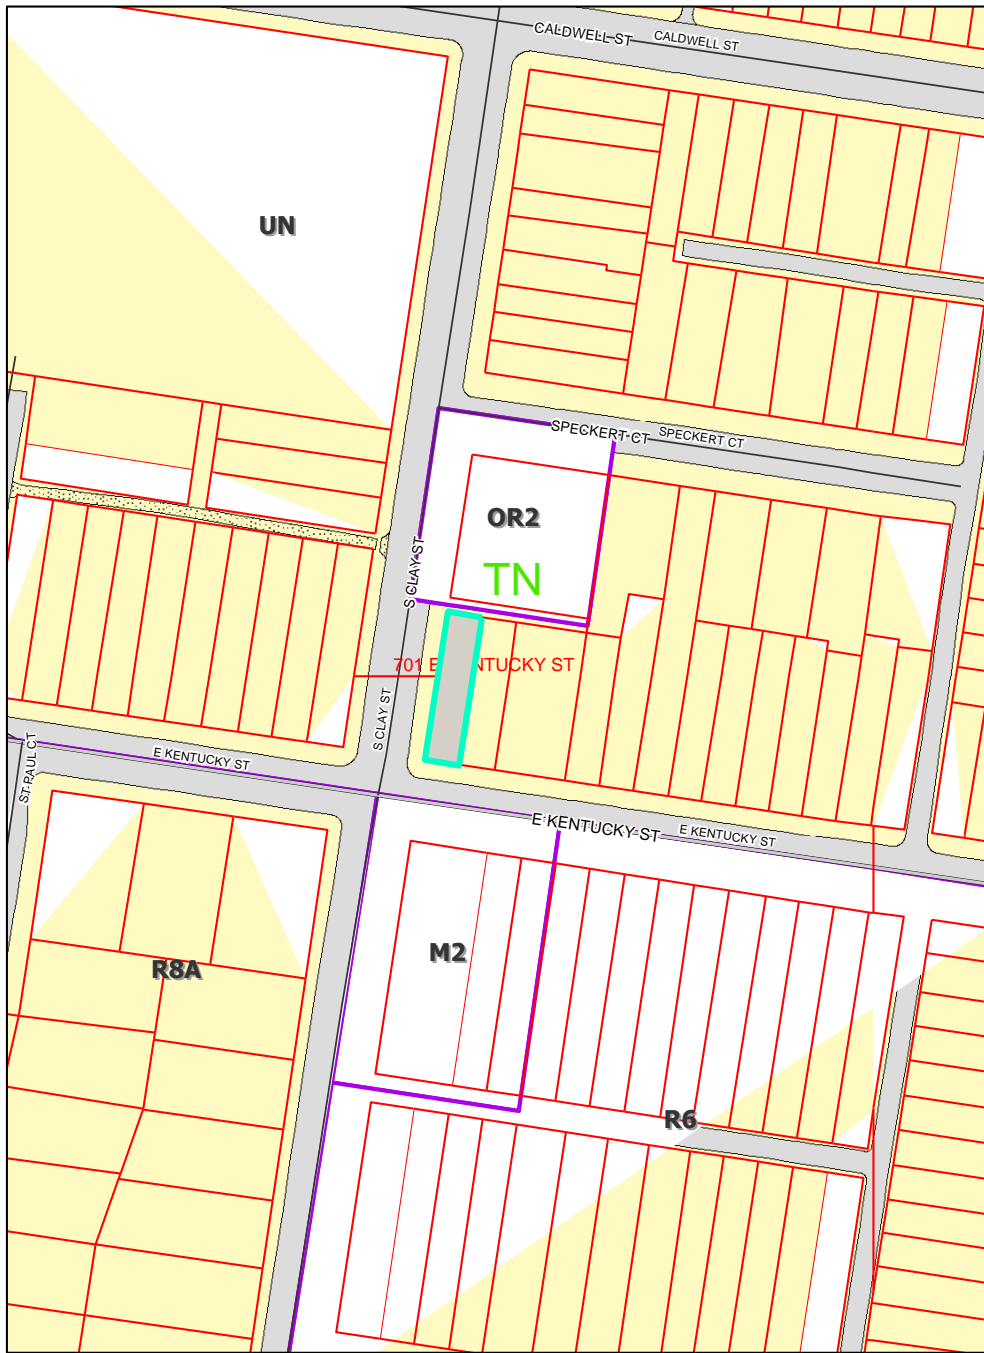 CALDWELL ST
CALDWELL ST
UN
SPECKERT CT
SPECKERT CT
OR2
TN
S CLAY ST
701 E KENTUCKY ST
S CLAY ST
ST PAUL CT
E KENTUCKY ST
E KENTUCKY ST
E KENTUCKY ST
M2
R8A
R6